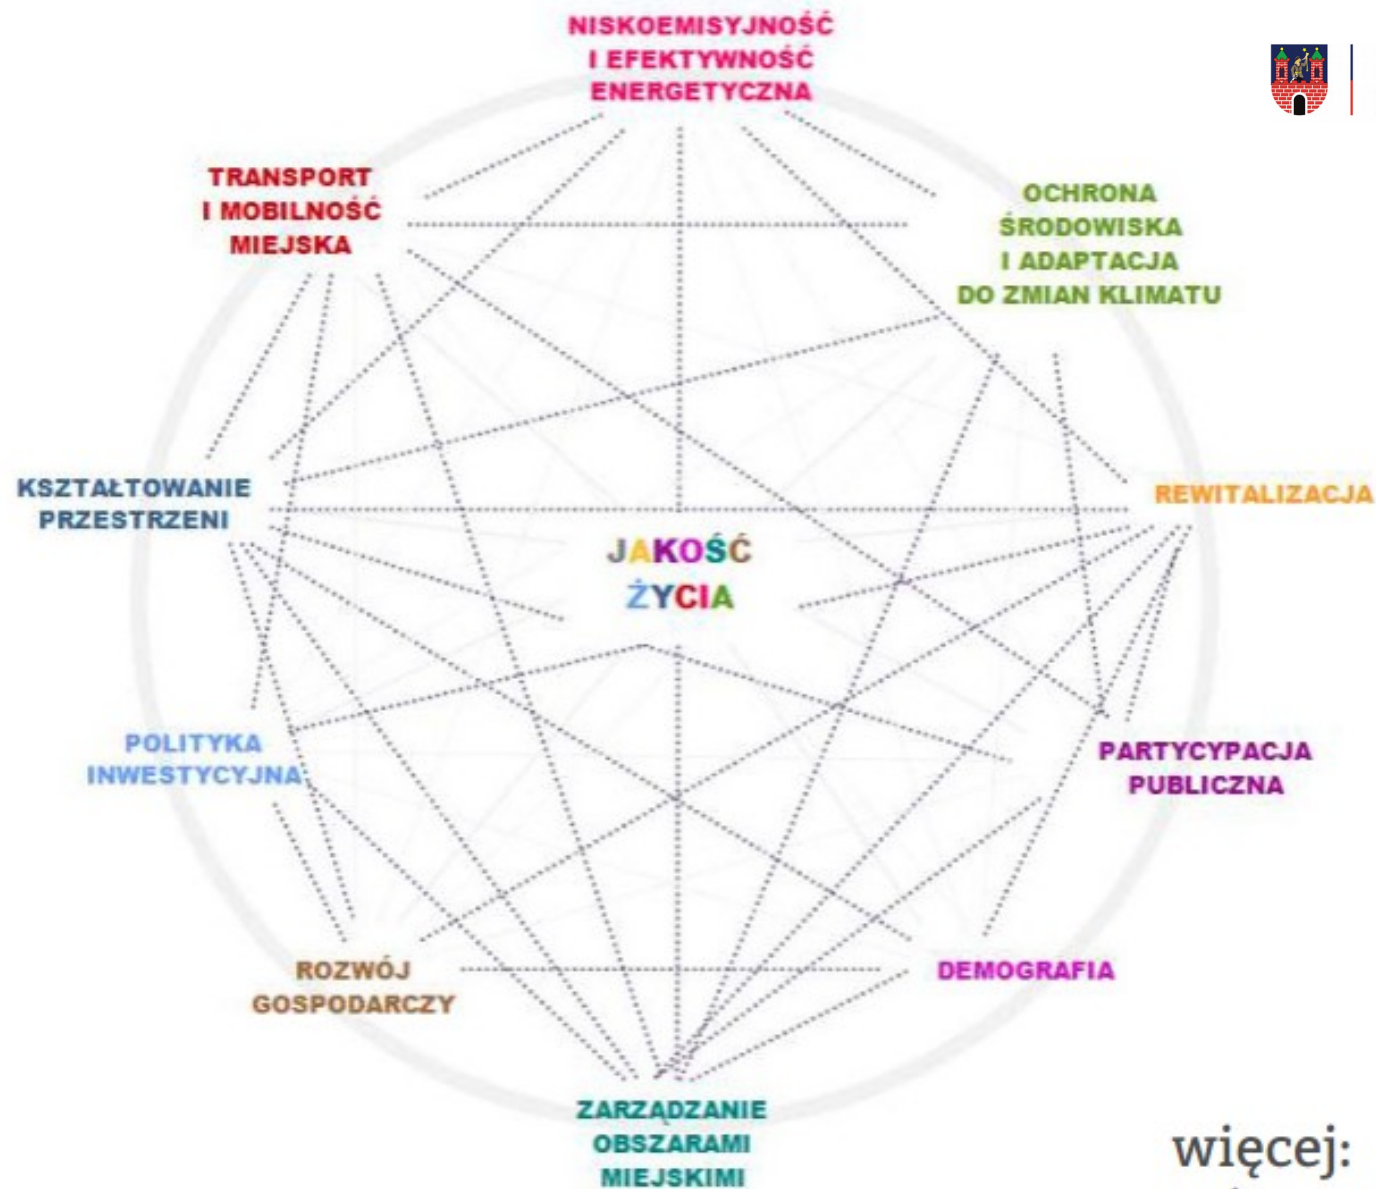 NISKOEMISYJNOŚĆ
I EFEKTYWNOŚĆ
ENERGETYCZNA
TRANSPORT
I MOBILNOŚĆ
MIEJSKA
OCHRONA
ŚRODOWISKA
I ADAPTACJA
DO ZMIAN KLIMATU
KSZTAŁTOWANIE
PRZESTRZENI
REWITALIZACJA
JAKOŚĆ
ŻYCIA
POLITYKA
INWESTYCYJNA
PARTYCYPACJA
PUBLICZNA
ROZWÓJ
GOSPODARCZY
DEMOGRAFIA
ZARZĄDZANIE
OBSZARAMI
MIEJSKIMI
więcej: